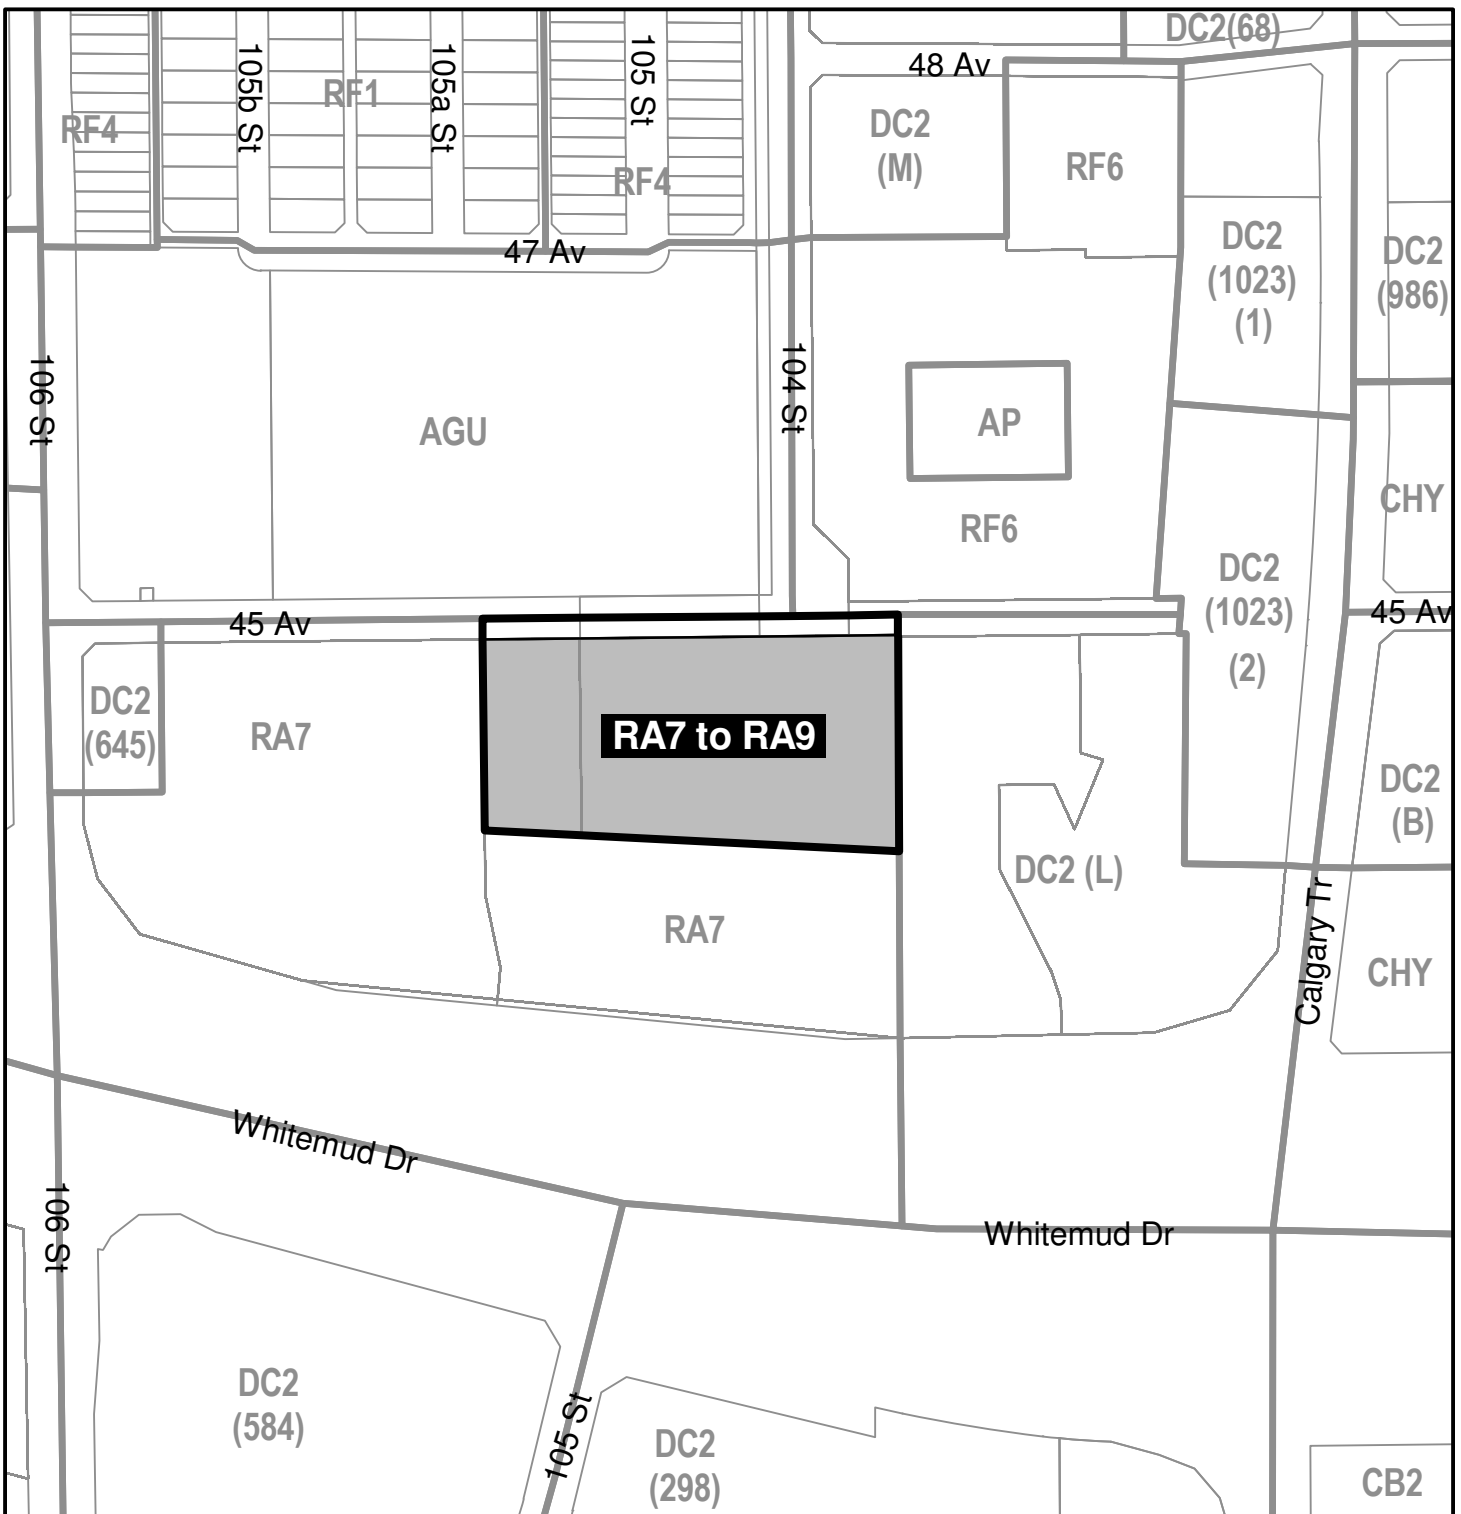 DC2(68)
48 Av
105b St
RF1
105a St
105 St
RF4
RF4
DC2
(M)
RF6
47 Av
DC2
(1023)
(1)
DC2
(986)
106 St
104 St
AGU
AP
CHY
RF6
DC2
(1023)
(2)
45 Av
45 Av
DC2
(645)
RA7
RA7 to RA9
DC2
(B)
DC2 (L)
RA7
Calgary Tr
CHY
Whitemud Dr
106 St
Whitemud Dr
DC2
(584)
105 St
DC2
(298)
CB2